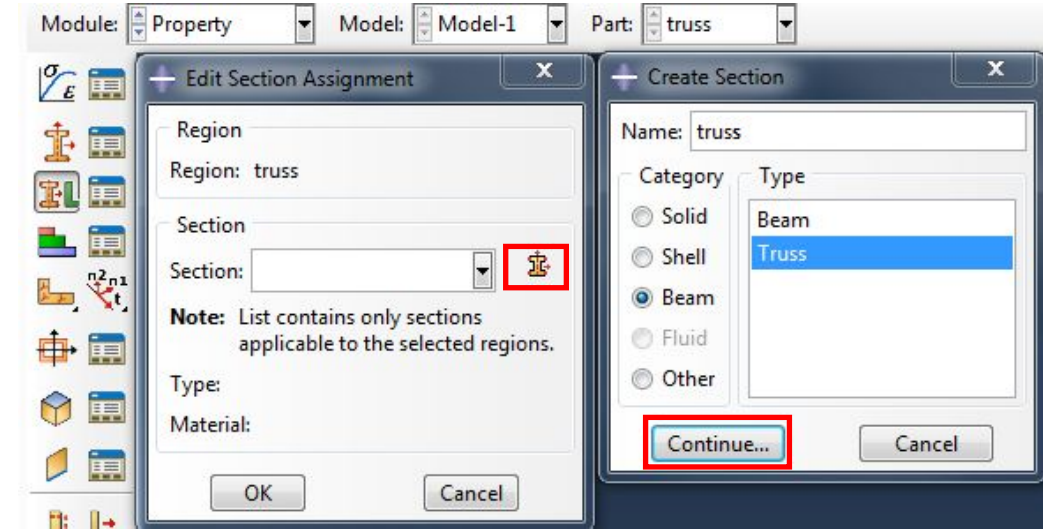 Module: Property Model: Model-1 Part: truss
σ
ε
n2 n1
t
Edit Section Assignment X
Region
Region: truss
Section
Section:
Note: List contains only sections
applicable to the selected regions.
Type:
Material:
OK Cancel
Create Section X
Name: truss
Category Type
Solid
Shell
Beam
Fluid
Other
Beam
Truss
Continue... Cancel